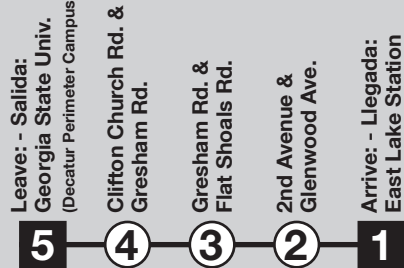 Leave: - Salida:
Georgia State Univ.
(Decatur Perimeter Campus
Clifton Church Rd. &
Gresham Rd.
Gresham Rd. &
Flat Shoals Rd.
2nd Avenue &
Glenwood Ave.
Arrive: - Llegada:
East Lake Station
5
4
3
2
1